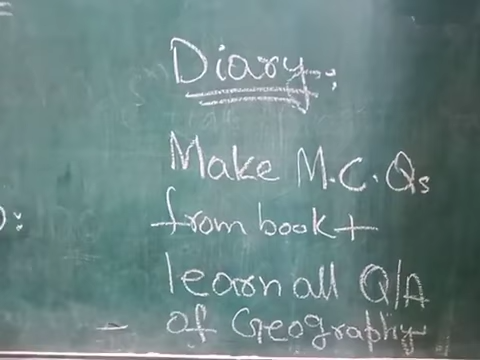 Diary:
Make M.C.Qs
from book +
learn all Q/A
of Geography